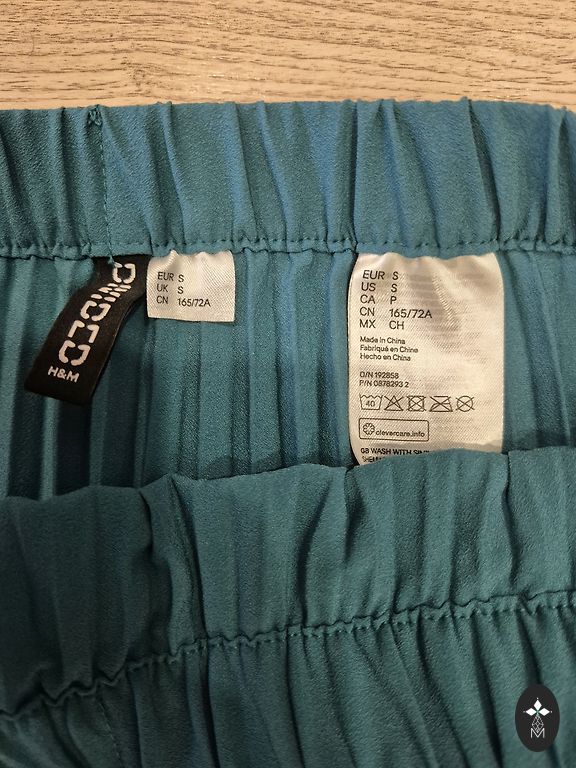 DIVIDED
H&M
EUR S
UK S
CN 165/72A
EUR S
US S
CA P
CN 165/72A
MX CH
Made in China
Fabriqué en Chine
Hecho en China
O/N 192858
P/N 0878293 2
40
clevercare.info
GB WASH WITH
M